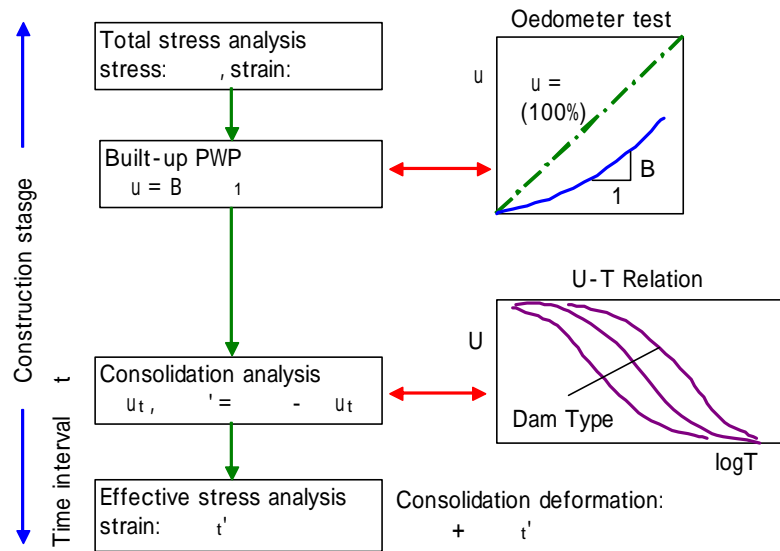 Total stress analysis
stress: , strain:
Built-up PWP
u = B 1
Consolidation analysis
ut, '= - ut
Effective stress analysis
strain: t'
Construction stasge
Time interval t
Oedometer test
u
u =
(100%)
B
1
U-T Relation
U
Dam Type
logT
Consolidation deformation:
+ t'